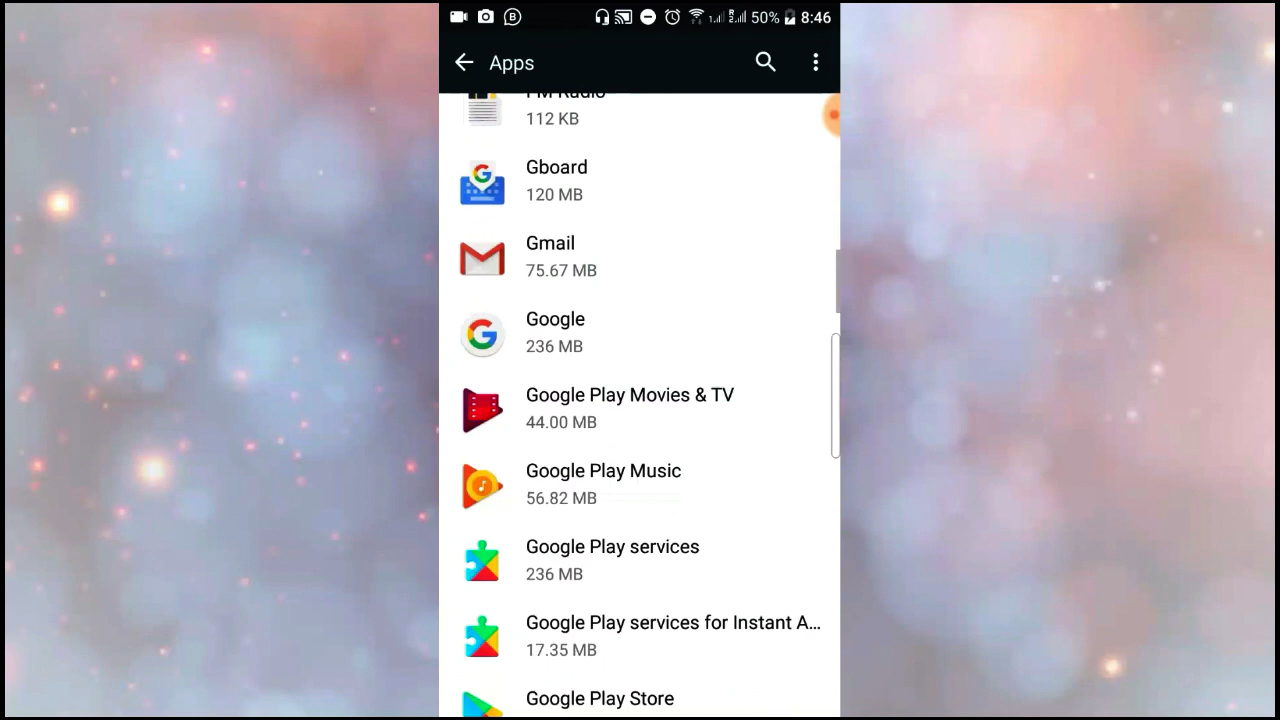 50% 8:46
Apps
FM Radio
112 KB
Gboard
120 MB
Gmail
75.67 MB
Google
236 MB
Google Play Movies & TV
44.00 MB
Google Play Music
56.82 MB
Google Play services
236 MB
Google Play services for Instant A...
17.35 MB
Google Play Store